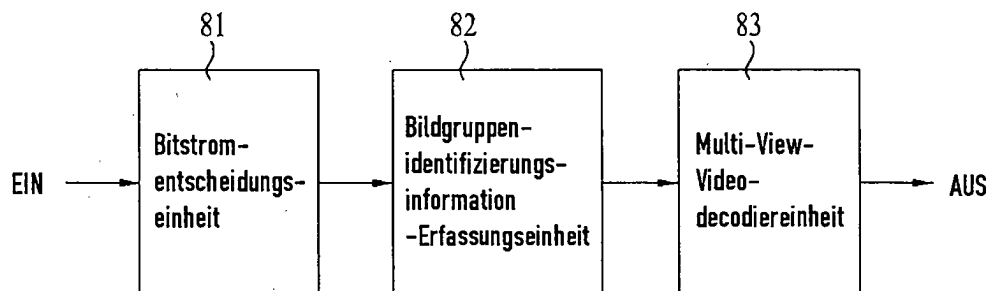 81
82
83
EIN
Bitstrom-
entscheidungs-
einheit
Bildgruppen-
identifizierungs-
information
-Erfassungseinheit
Multi-View-
Video-
decodiereinheit
AUS